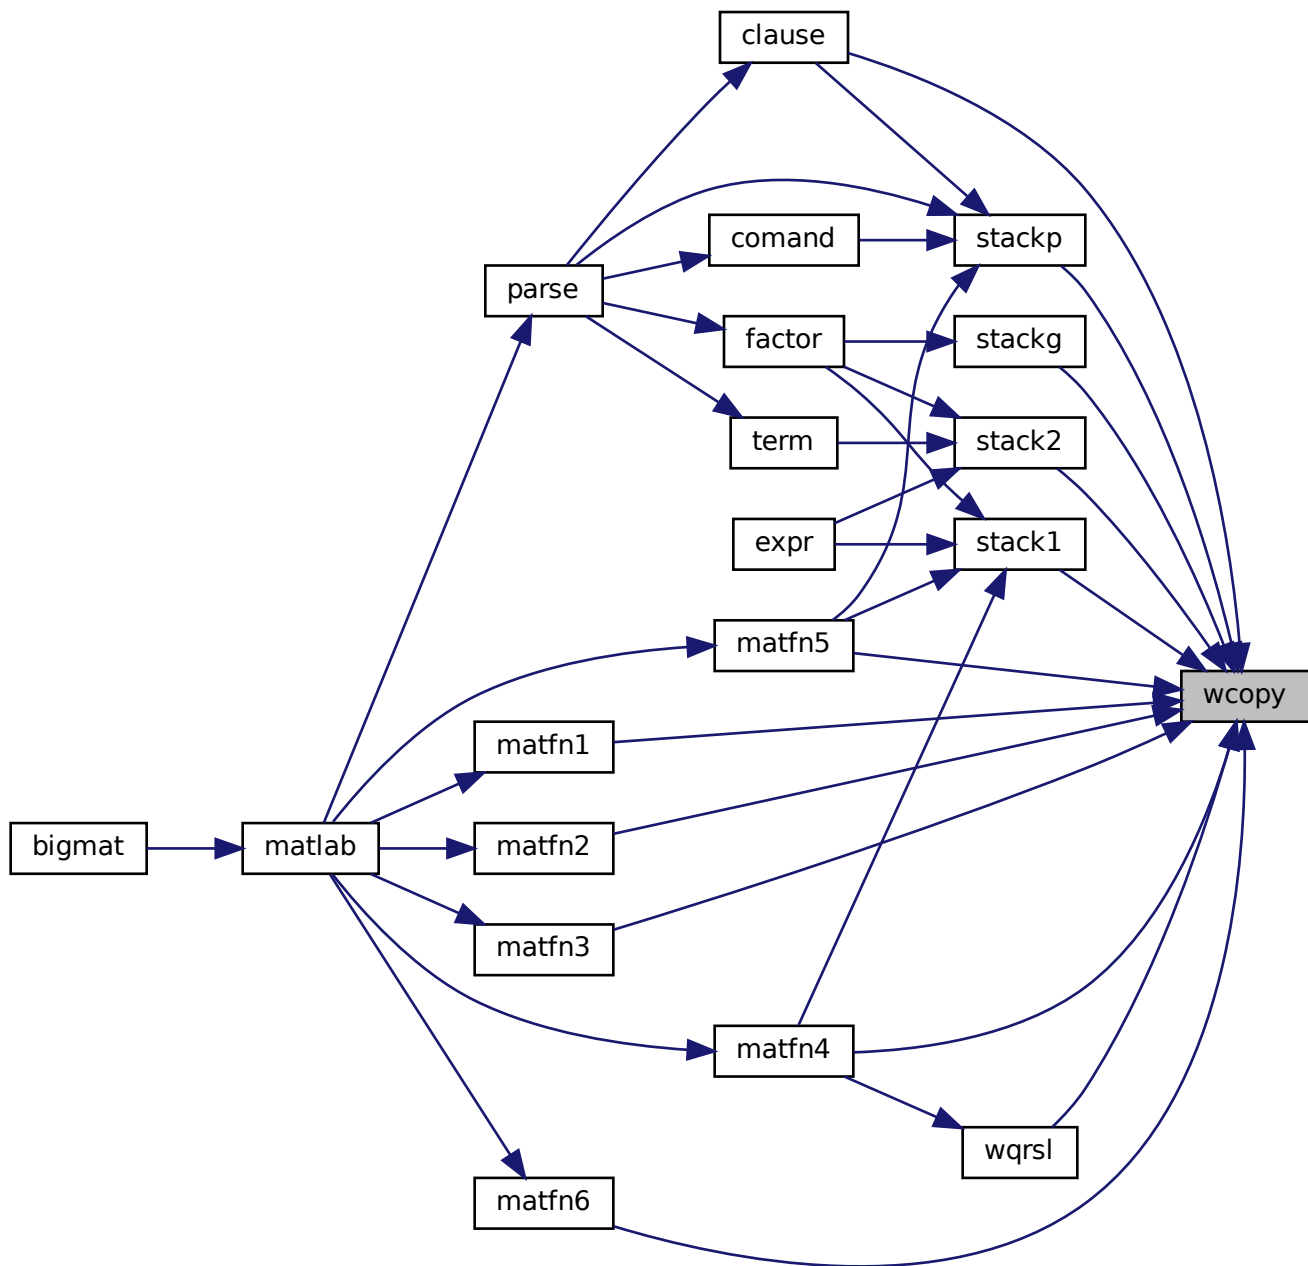 clause
comand
stackp
parse
factor
stackg
term
stack2
expr
stack1
matfn5
wcopy
matfn1
bigmat
matlab
matfn2
matfn3
matfn4
wqrsl
matfn6